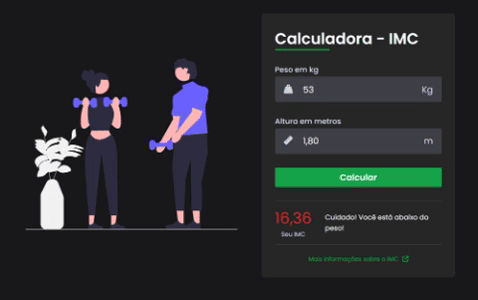 Calculadora - IMC
Peso em kg
53 Kg
Altura em metros
1,80 m
Calcular
16,36 Cuidado! Você está abaixo do
peso!
Seu IMC
Mais informações sobre o IMC